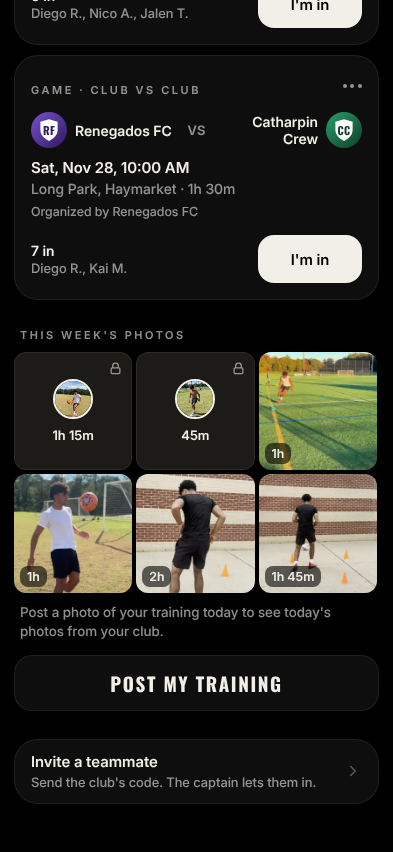 Diego R., Nico A., Jalen T.
I'm in
GAME · CLUB VS CLUB
RF
Renegados FC
VS
Catharpin
Crew
CC
Sat, Nov 28, 10:00 AM
Long Park, Haymarket · 1h 30m
Organized by Renegados FC
7 in
Diego R., Kai M.
I'm in
THIS WEEK'S PHOTOS
1h 15m
45m
1h
1h
2h
1h 45m
Post a photo of your training today to see today's
photos from your club.
POST MY TRAINING
Invite a teammate
Send the club's code. The captain lets them in.